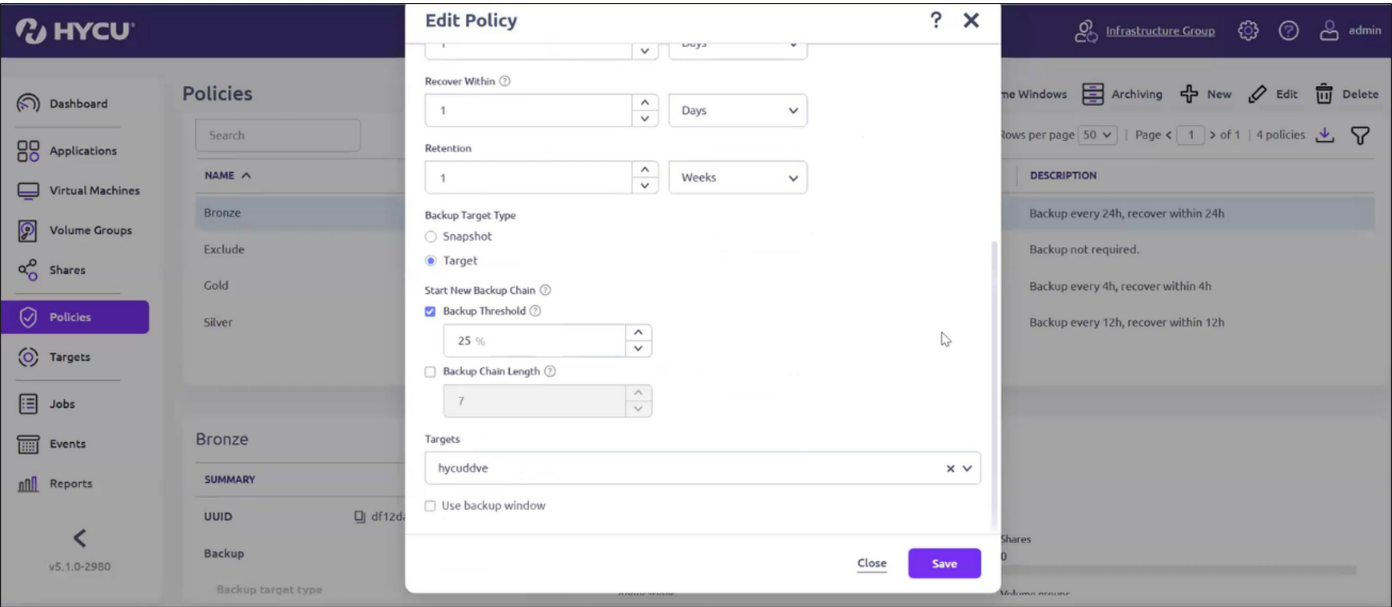 HYCU
Edit Policy
?
Infrastructure Group
?
admin
1
Days
Dashboard
Policies
Recover Within ?
1
Days
Windows
Archiving
New
Edit
Delete
Search
Rows per page 50 | Page < 1 > of 1 | 4 policies
Applications
Retention
1
Weeks
NAME
DESCRIPTION
Virtual Machines
Bronze
Backup every 24h, recover within 24h
Volume Groups
Backup Target Type
Snapshot
Exclude
Backup not required.
Shares
Target
Gold
Backup every 4h, recover within 4h
Start New Backup Chain ?
Policies
Backup Threshold ?
Silver
Backup every 12h, recover within 12h
25 %
Targets
Backup Chain Length ?
7
Jobs
Events
Bronze
Targets
hycuddve
Reports
SUMMARY
Use backup window
UUID
Shares
0
Backup
v5.1.0-2980
Close
Save
Backup target type
Volume groups